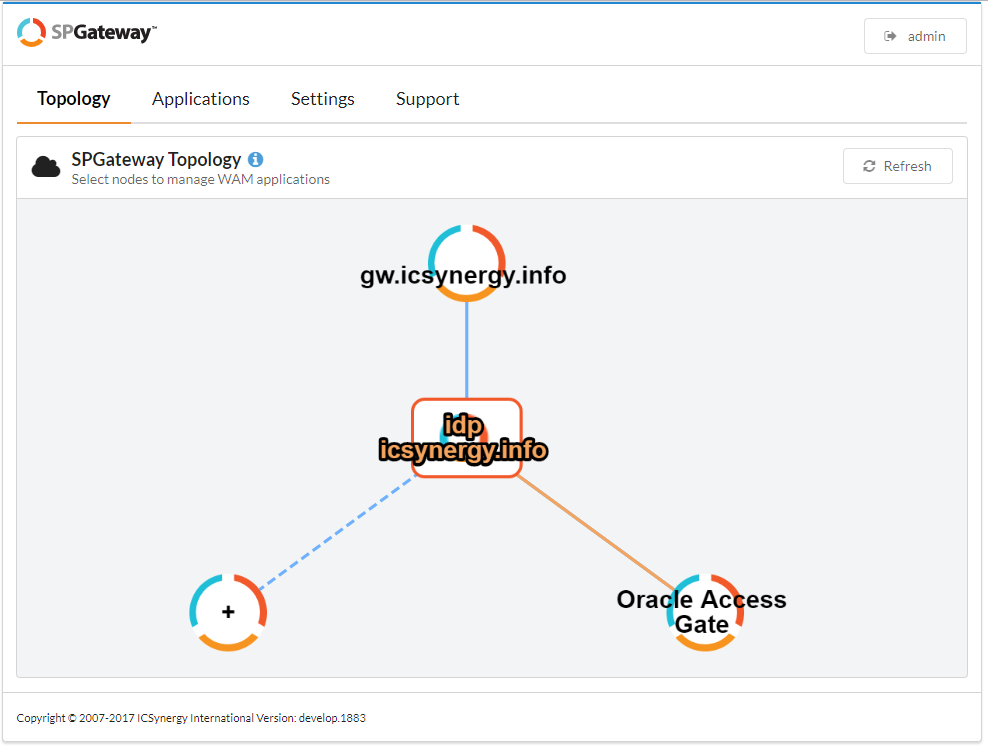 SPGateway™
admin
Topology
Applications
Settings
Support
SPGateway Topology
Select nodes to manage WAM applications
Refresh
gw.icsynergy.info
idp
icsynergy.info
+
Oracle Access
Gate
Copyright © 2007-2017 ICSynergy International Version: develop.1883